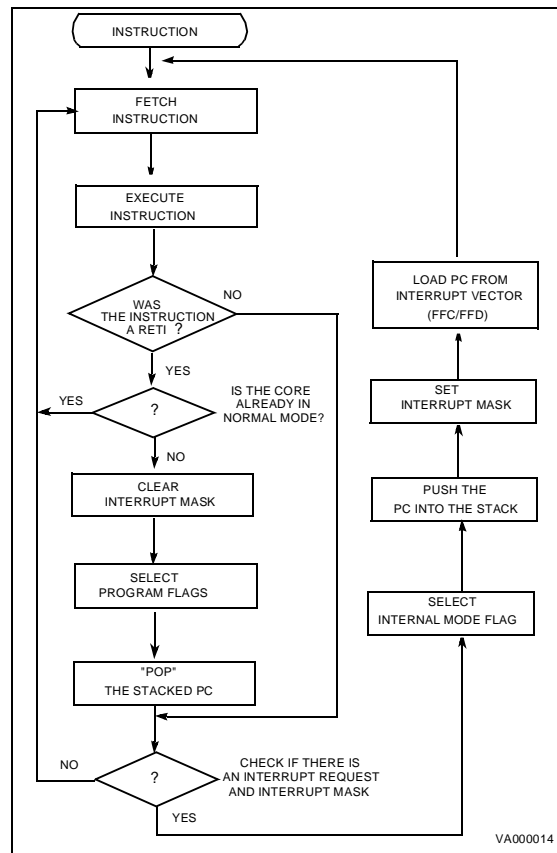 INSTRUCTION
FETCH
INSTRUCTION
EXECUTE
INSTRUCTION
WAS
THE INSTRUCTION
A RETI ?
NO
YES
?
YES
IS THE CORE
ALREADY IN
NORMAL MODE?
NO
CLEAR
INTERRUPT MASK
SELECT
PROGRAM FLAGS
"POP"
THE STACKED PC
?
NO
CHECK IF THERE IS
AN INTERRUPT REQUEST
AND INTERRUPT MASK
YES
SELECT
INTERNAL MODE FLAG
PUSH THE
PC INTO THE STACK
SET
INTERRUPT MASK
LOAD PC FROM
INTERRUPT VECTOR
(FFC/FFD)
VA000014